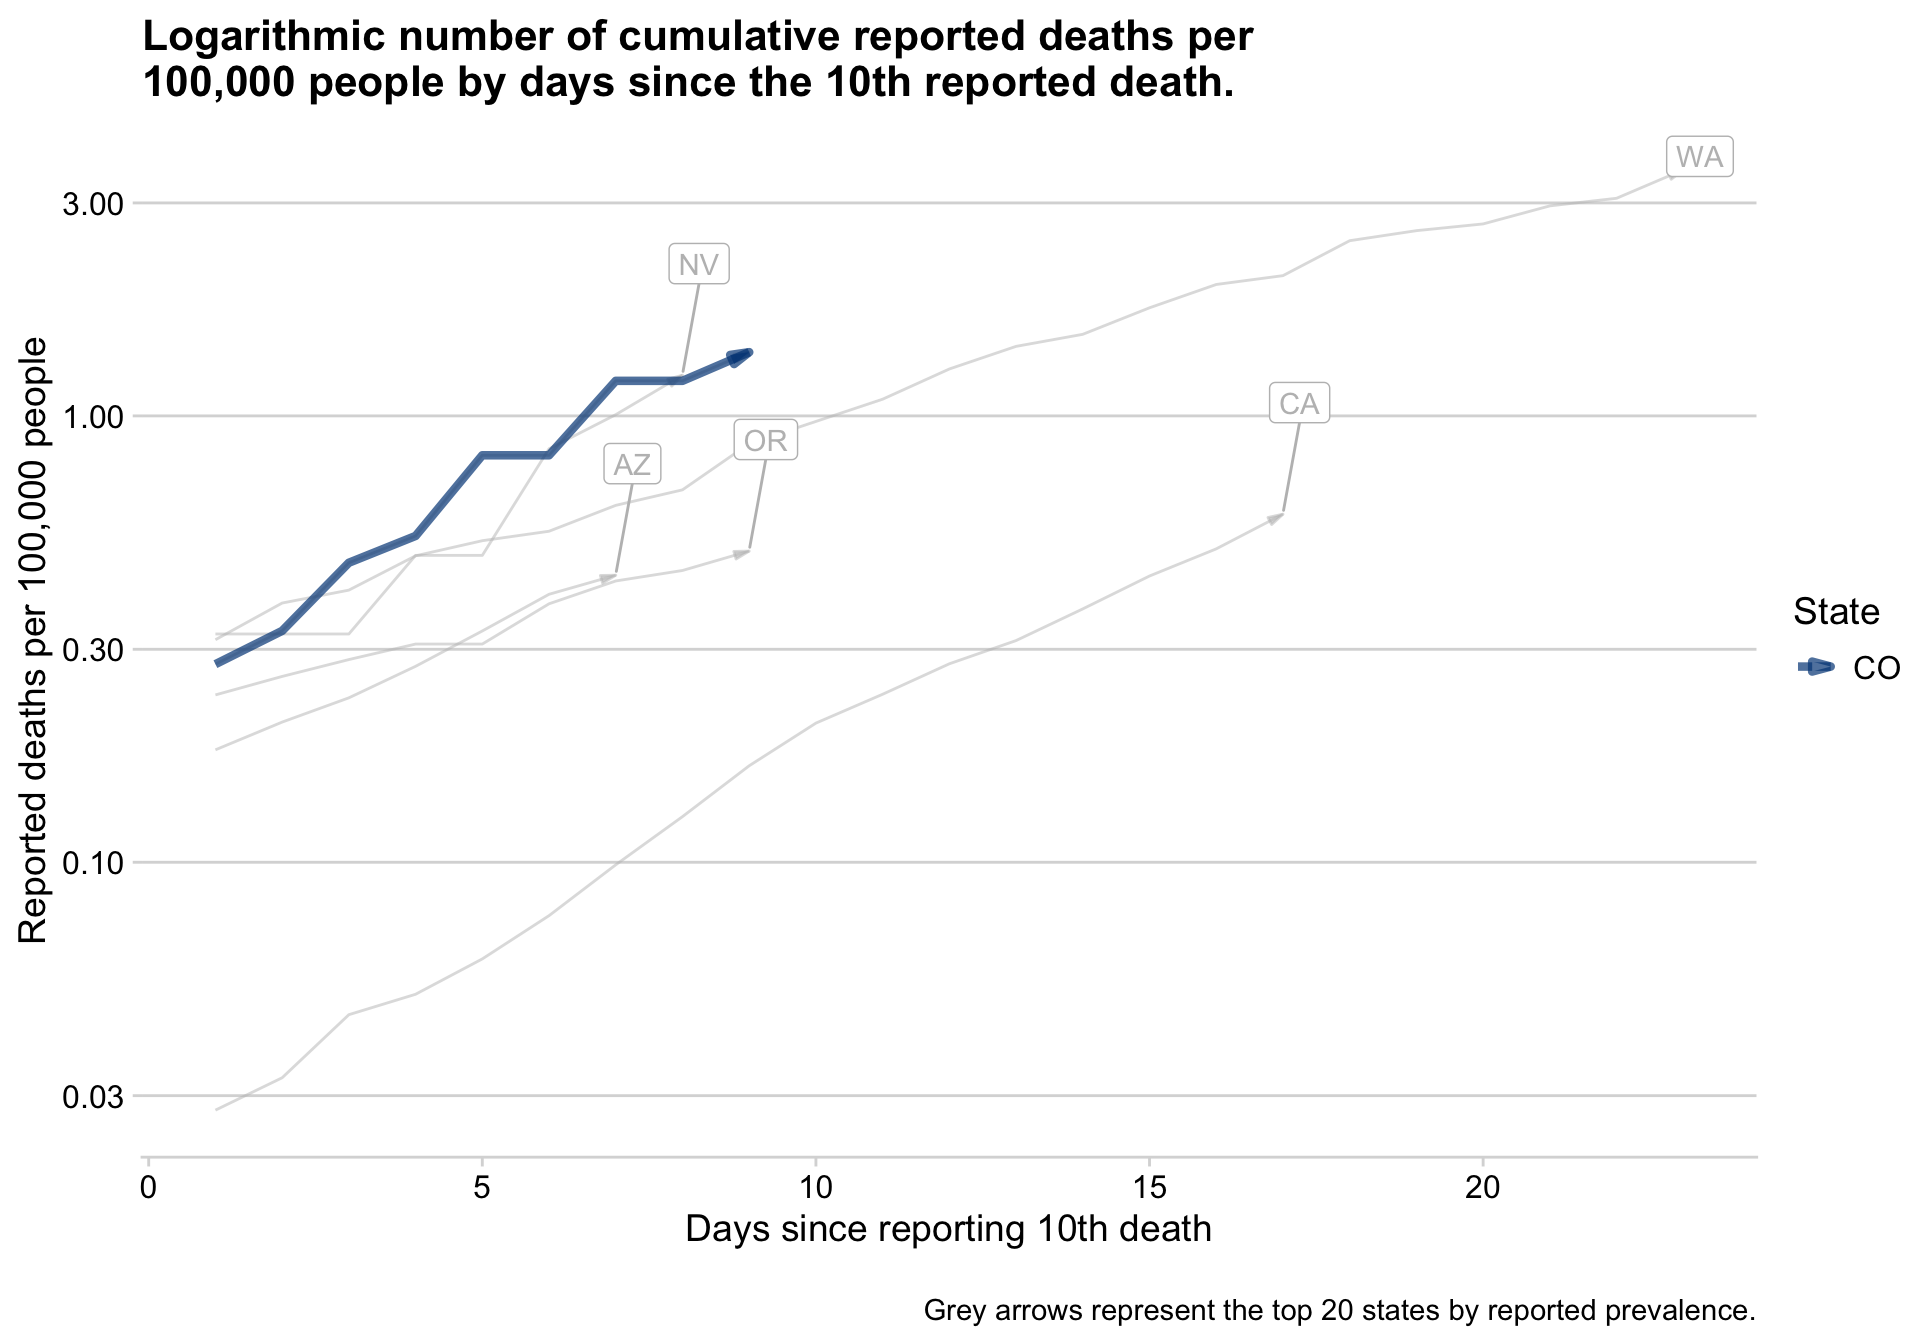 Logarithmic number of cumulative reported deaths per
100,000 people by days since the 10th reported death.
WA
3.00
NV
1.00
CA
OR
AZ
Reported deaths per 100,000 people
State
0.30
CO
0.10
0.03
0
5
10
15
20
Days since reporting 10th death
Grey arrows represent the top 20 states by reported prevalence.